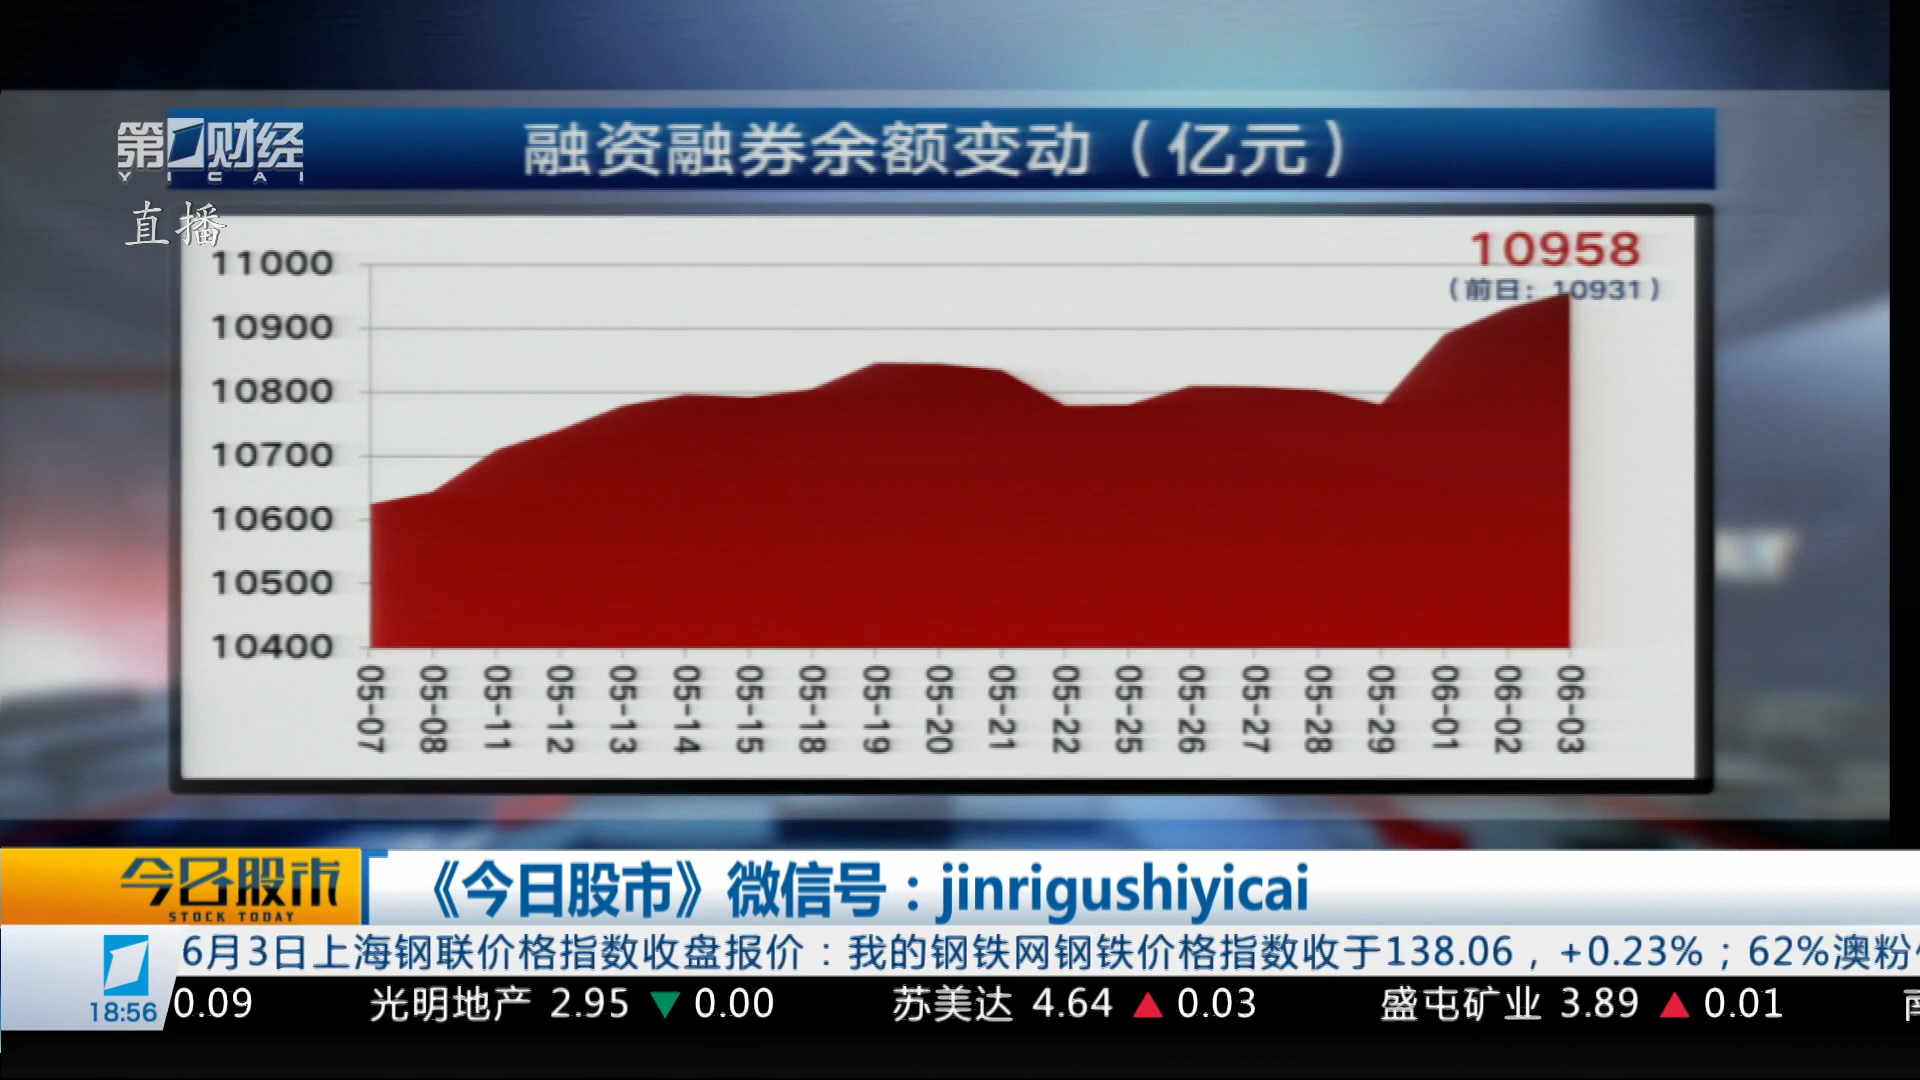 第1财经
YICAI
直播
融资融券余额变动（亿元）
10958
（前日：10931）
11000
10900
10800
10700
10600
10500
10400
05-07
05-08
05-11
05-12
05-13
05-14
05-15
05-18
05-19
05-20
05-21
05-22
05-25
05-26
05-27
05-28
05-29
06-01
06-02
06-03
今日股市
STOCK TODAY
《今日股市》微信号：jinrigushiyicai
6月3日上海钢联价格指数收盘报价：我的钢铁网钢铁价格指数收于138.06，+0.23%；62%澳粉
18:56
0.09 光明地产 2.95 ▼ 0.00 苏美达 4.64 ▲ 0.03 盛屯矿业 3.89 ▲ 0.01